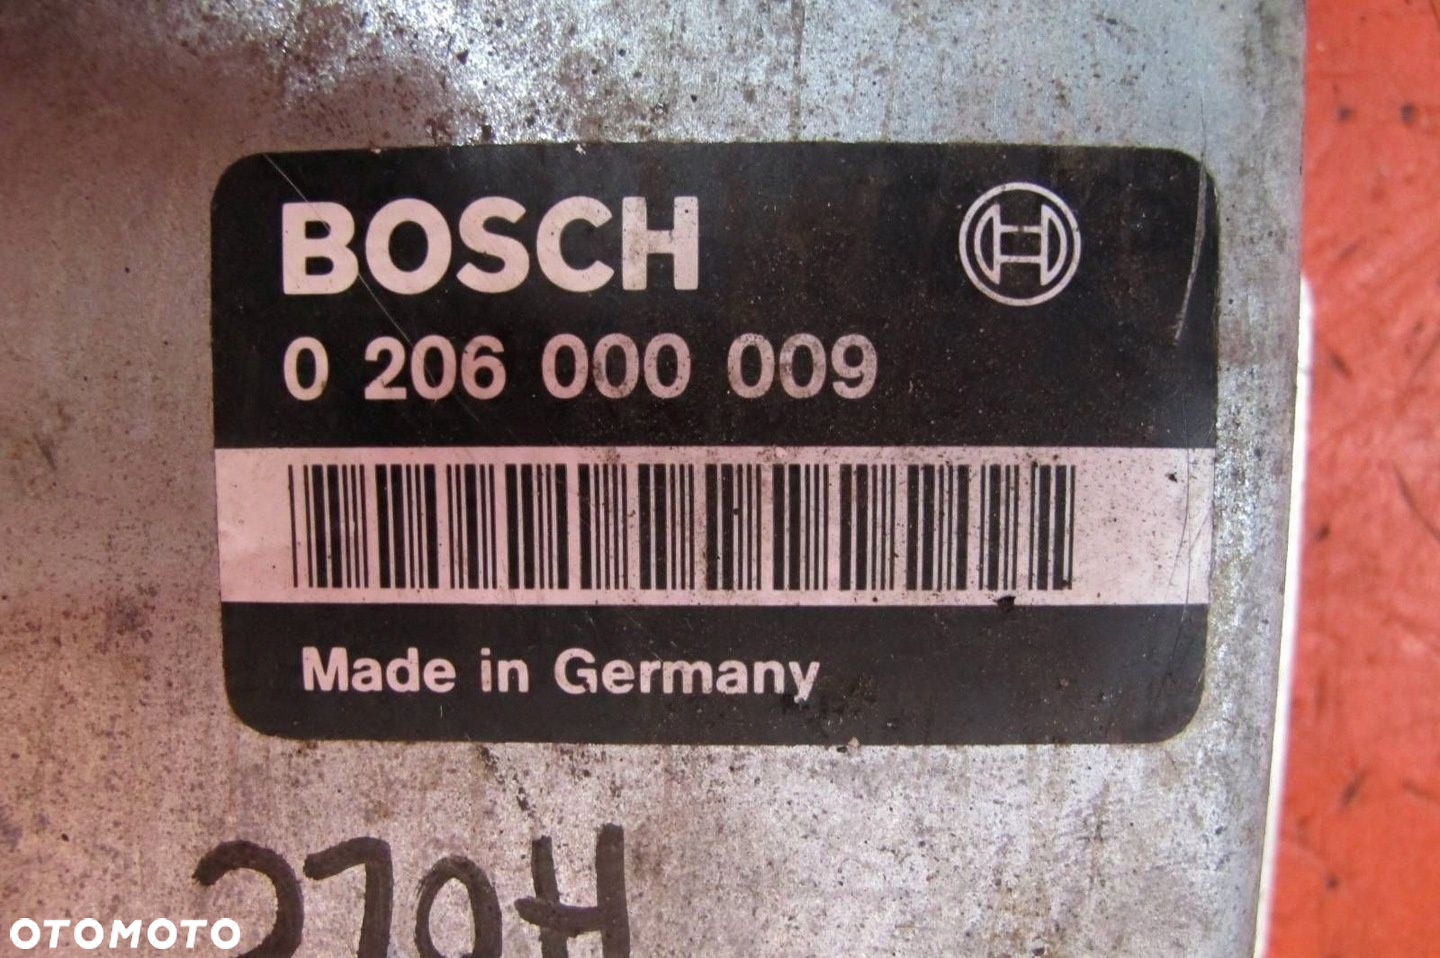 BOSCH
0 206 000 009
Made in Germany
OTOMOTO